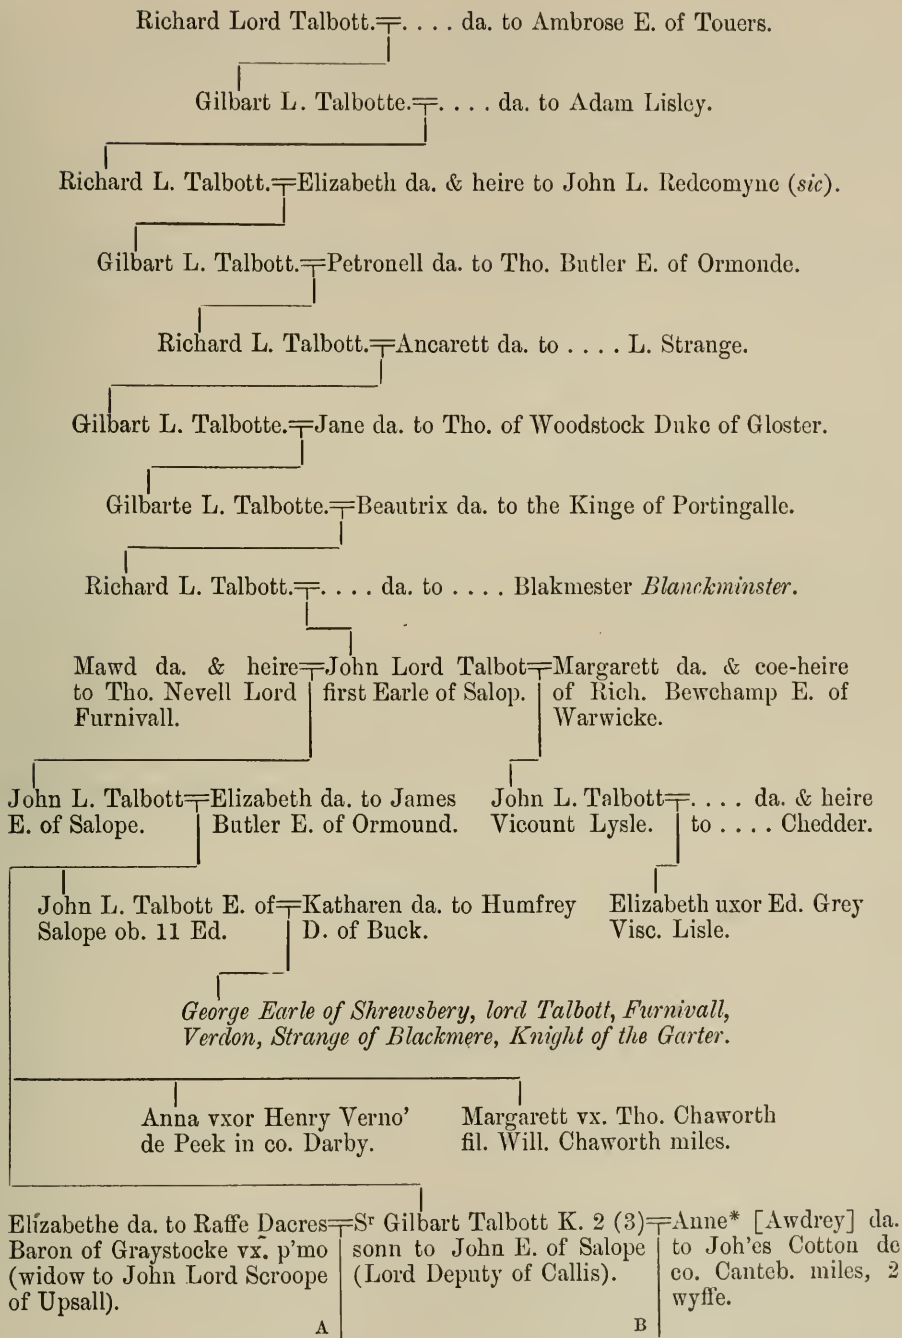 Richard Lord Talbott.=. . . . da. to Ambrose E. of Touers.
Gilbart L. Talbotte.=. . . . da. to Adam Lisley.
Richard L. Talbott.=Elizabeth da. & heire to John L. Redcomyne (sic).
Gilbart L. Talbott.=Petronell da. to Tho. Butler E. of Ormonde.
Richard L. Talbott.=Ancarett da. to . . . . L. Strange.
Gilbart L. Talbotte.=Jane da. to Tho. of Woodstock Duke of Gloster.
Gilbarte L. Talbotte.=Beautrix da. to the Kinge of Portingalle.
Richard L. Talbott.=. . . . da. to . . . . Blakmester Blanckminster.
Mawd da. & heire=John Lord Talbot=Margarett da. & coe-heire
to Tho. Nevell Lord first Earle of Salop. of Rich. Bewchamp E. of
Furnivall. Warwicke.
John L. Talbott=Elizabeth da. to James John L. Talbott=. . . . da. & heire
E. of Salope. Butler E. of Ormound. Vicount Lysle. to . . . . Chedder.
John L. Talbott E. of=Katharen da. to Humfrey Elizabeth uxor Ed. Grey
Salope ob. 11 Ed. D. of Buck. Visc. Lisle.
George Earle of Shrewsbery, lord Talbott, Furnivall,
Verdon, Strange of Blackmere, Knight of the Garter.
Anna vxor Henry Verno' Margarett vx. Tho. Chaworth
de Peek in co. Darby. fil. Will. Chaworth miles.
Elizabethe da. to Raffe Dacres=Sr Gilbart Talbott K. 2 (3)=Anne* [Awdrey] da.
Baron of Graystocke vx. p'mo sonn to John E. of Salope to Joh'es Cotton de
(widow to John Lord Scroope (Lord Deputy of Callis). co. Canteb. miles, 2
of Upsall). wyffe.
A B